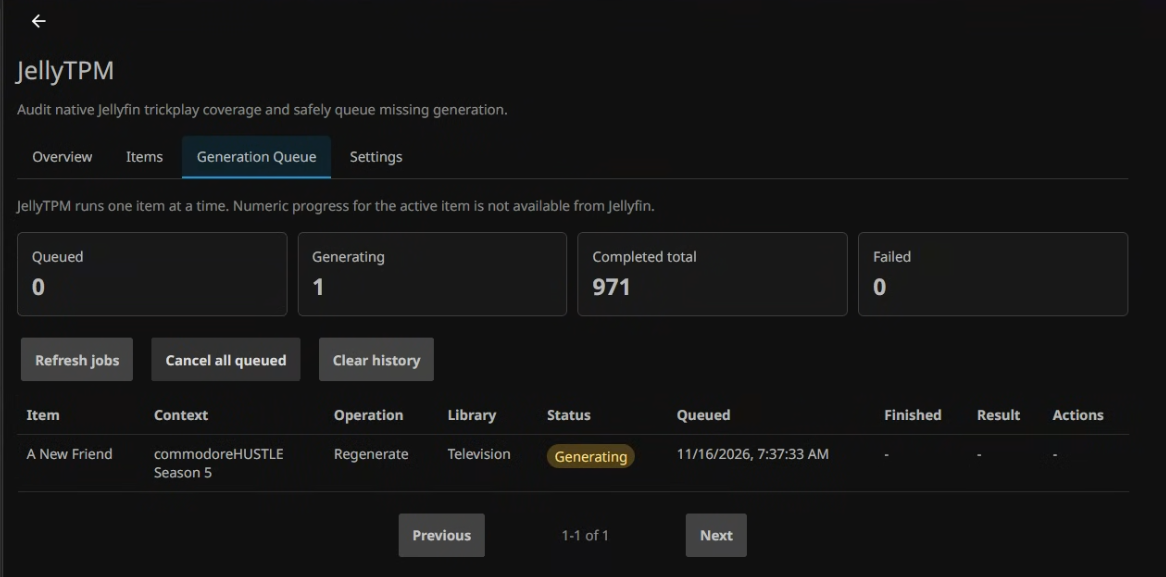 JellyTPM
Audit native Jellyfin trickplay coverage and safely queue missing generation.
Overview Items Generation Queue Settings
JellyTPM runs one item at a time. Numeric progress for the active item is not available from Jellyfin.
Queued Generating Completed total Failed
0 1 971 0
Refresh jobs Cancel all queued Clear history
Item Context Operation Library Status Queued Finished Result Actions
A New Friend commodoreHUSTLE Regenerate Television Generating 11/16/2026, 7:37:33 AM - - -
Season 5
Previous 1-1 of 1 Next